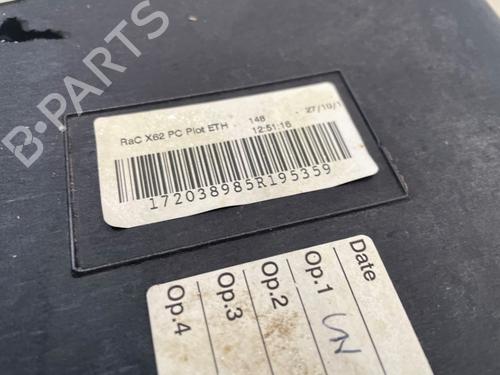 RaC X62 PC Plot ETH 148 27/10/1
12:51:16
172038985R195359
Date
Op.1
Op.2
Op.3
Op.4
B-PARTS